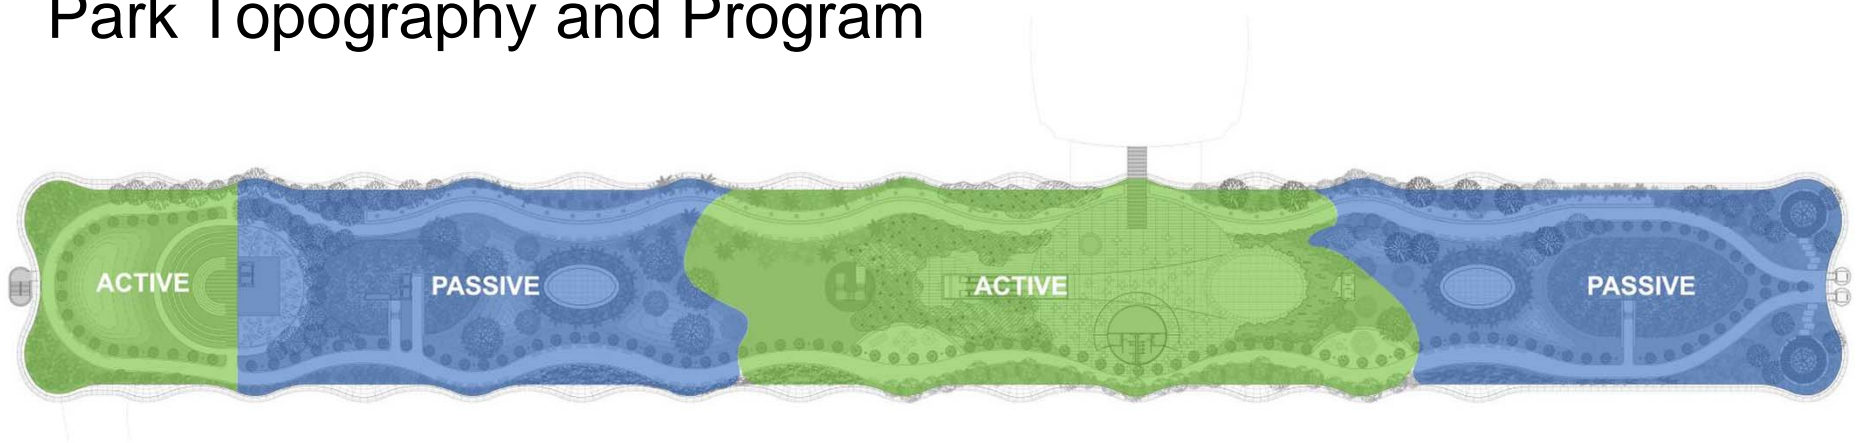 Park Topography and Program
ACTIVE
PASSIVE
ACTIVE
PASSIVE